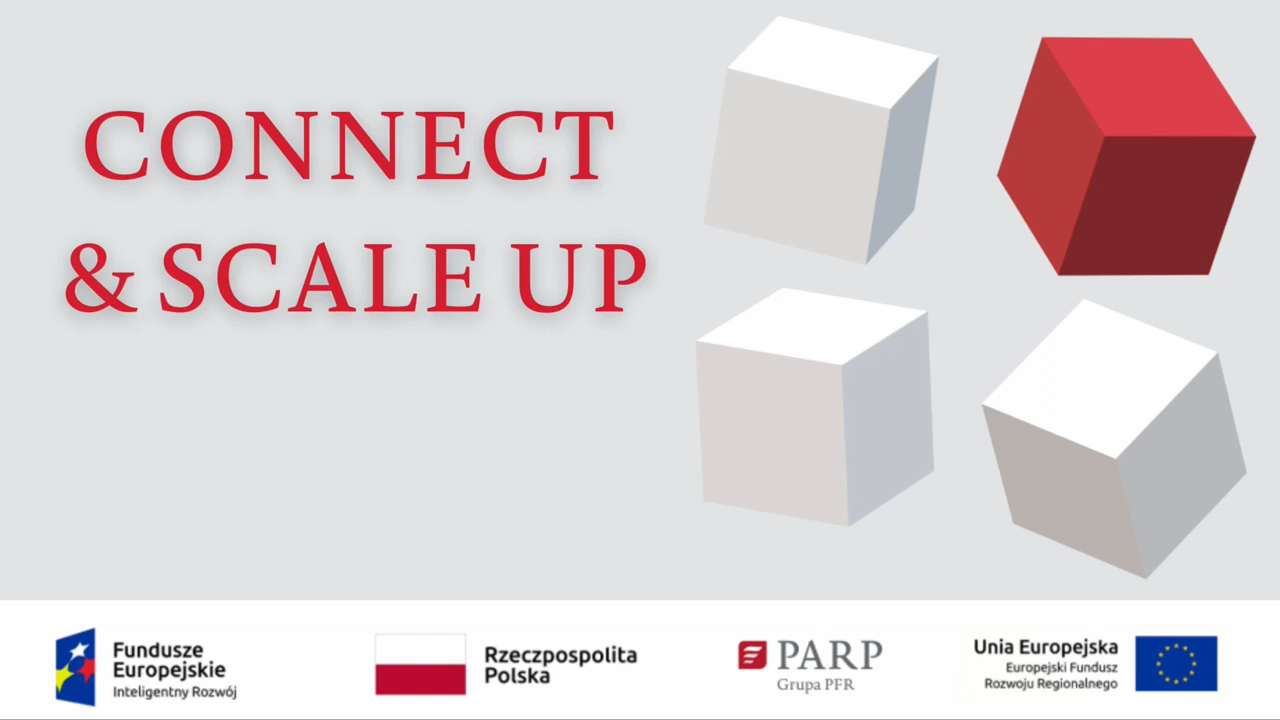 CONNECT
& SCALE UP
Fundusze
Europejskie
Inteligentny Rozwój
Rzeczpospolita
Polska
PARP
Grupa PFR
Unia Europejska
Europejski Fundusz
Rozwoju Regionalnego